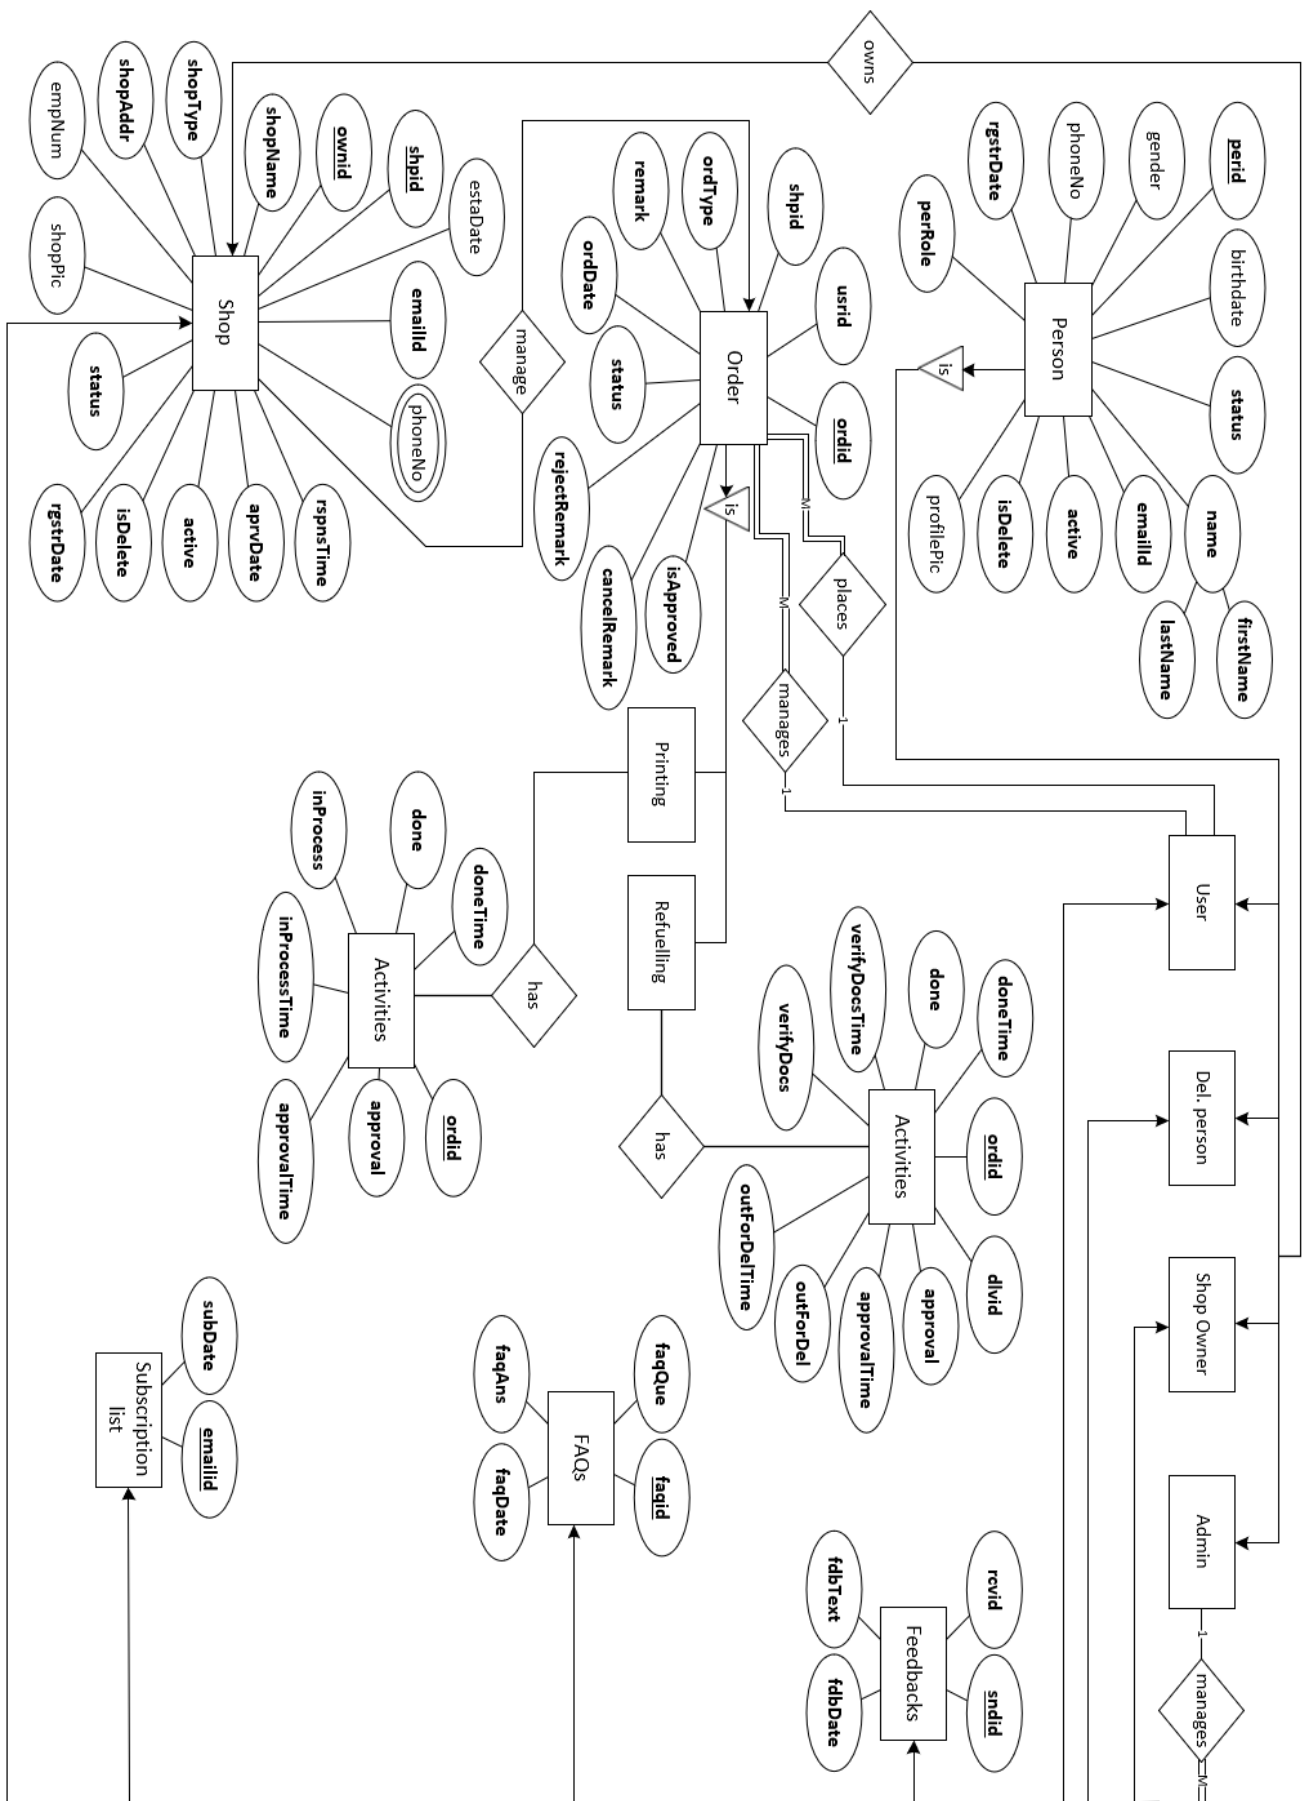 owns
perid
gender
phoneNo
rgstrDate
perRole
birthdate
status
Person
is
name
firstName
lastName
emailId
active
isDelete
profilePic
shpid
ordType
remark
ordDate
usrid
ordid
status
Order
rejectRemark
cancelRemark
isApproved
is
manage
M
places
1
M
manages
1
estaDate
shpid
ownid
shopName
shopType
shopAddr
empNum
shopPic
Shop
emailId
phoneNo
status
rspnsTime
aprvDate
active
isDelete
rgstrDate
User
Del. person
Shop Owner
Admin
1
manages
M
Printing
Refuelling
has
has
doneTime
done
inProcess
inProcessTime
Activities
ordid
approval
approvalTime
doneTime
done
verifyDocsTime
verifyDocs
Activities
ordid
dlvid
approval
approvalTime
outForDel
outForDelTime
faqQue
faqAns
FAQs
faqid
faqDate
subDate
Subscription
list
emailid
rcvid
fdbText
Feedbacks
sndid
fdbDate